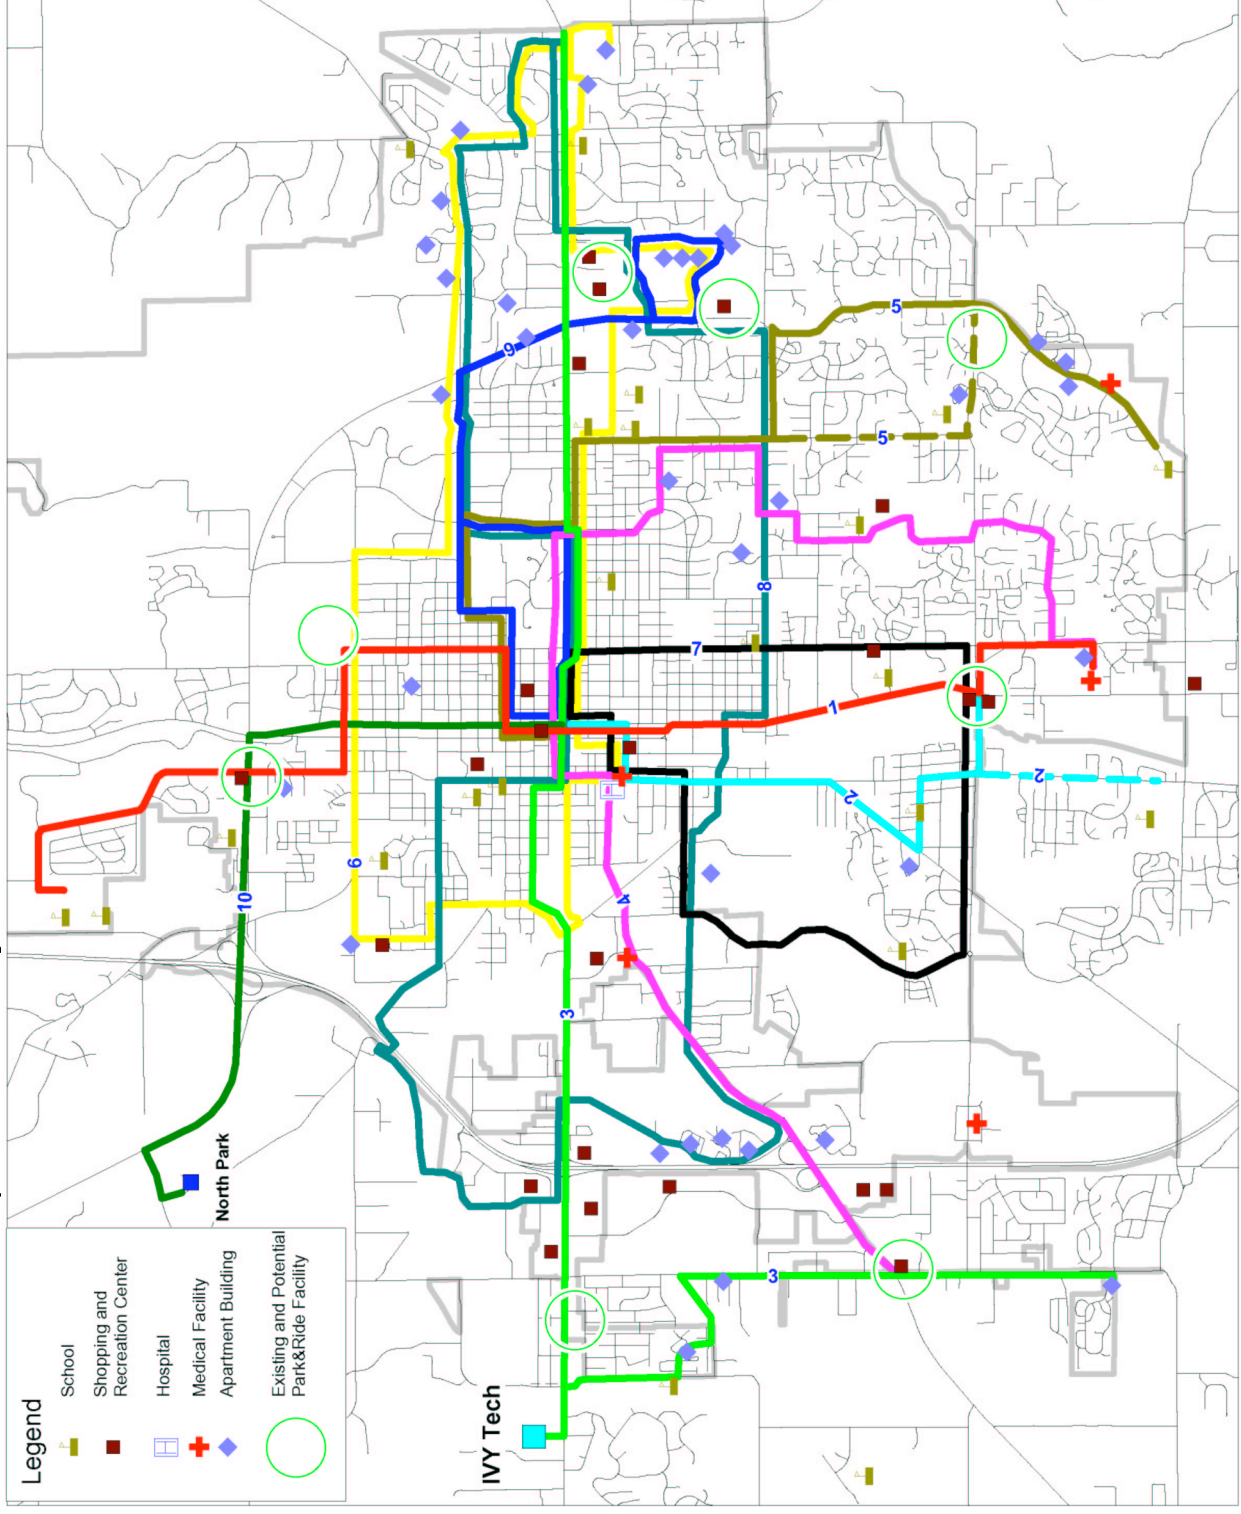 Legend
School
Shopping and
Recreation Center
Hospital
H
Medical Facility
Apartment Building
Existing and Potential
Park&Ride Facility
North Park
IVY Tech
10
6
9
5
5
7
8
1
2
2
4
3
3